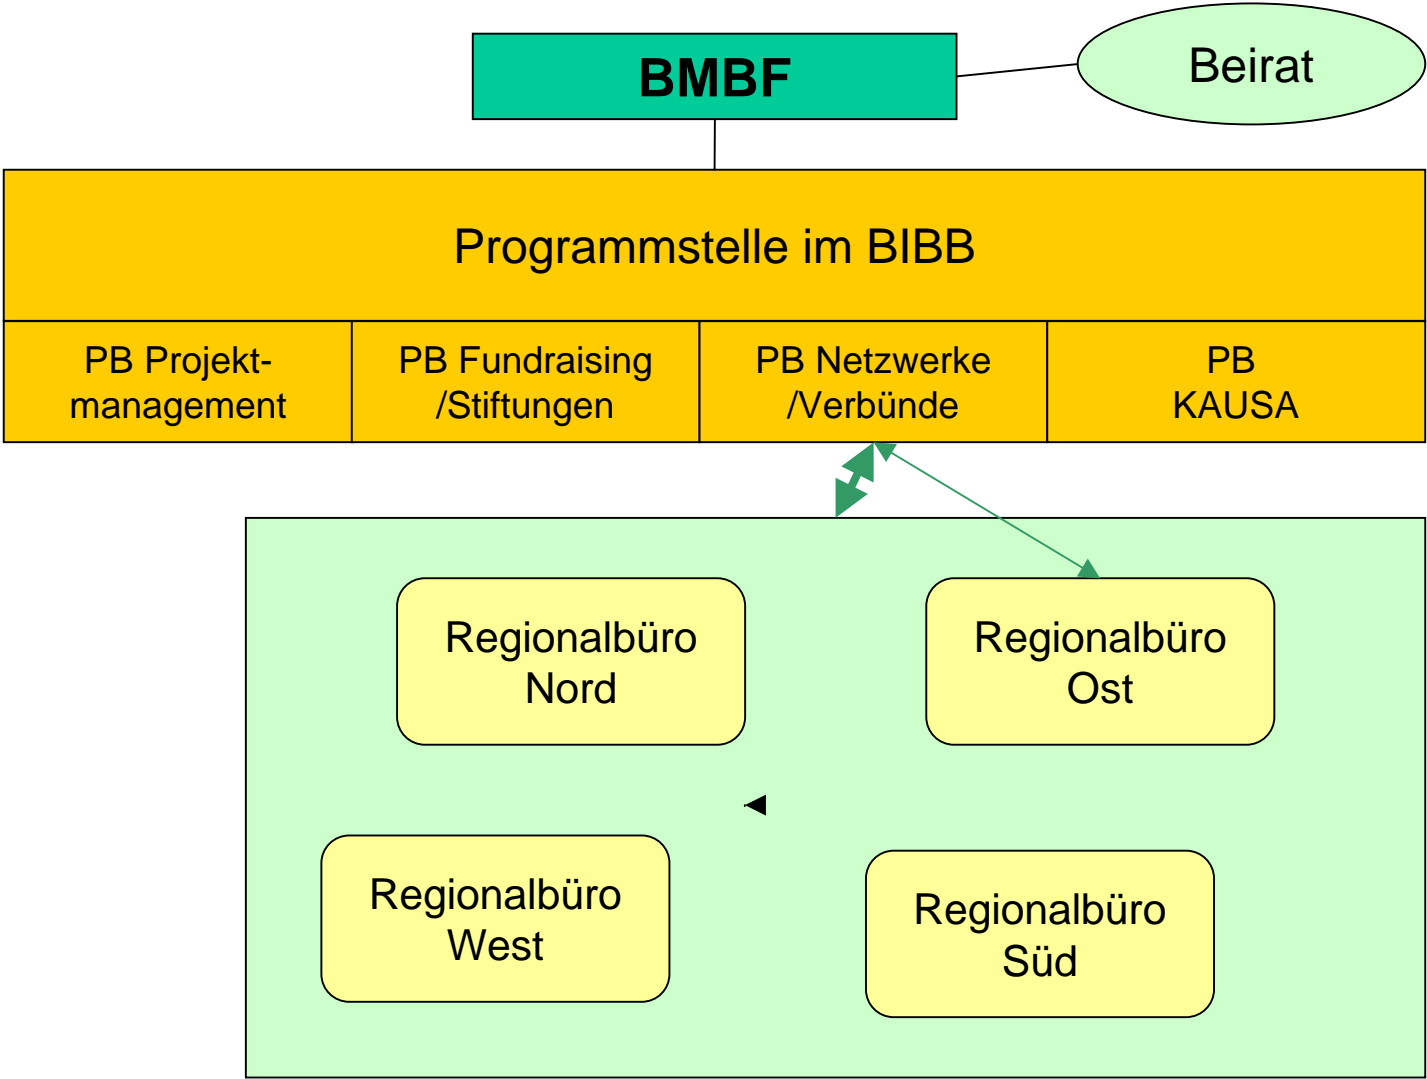 BMBF
Beirat
Programmstelle im BIBB
PB Projekt-
management
PB Fundraising
/Stiftungen
PB Netzwerke
/Verbünde
PB
KAUSA
Regionalbüro
Nord
Regionalbüro
Ost
Regionalbüro
West
Regionalbüro
Süd